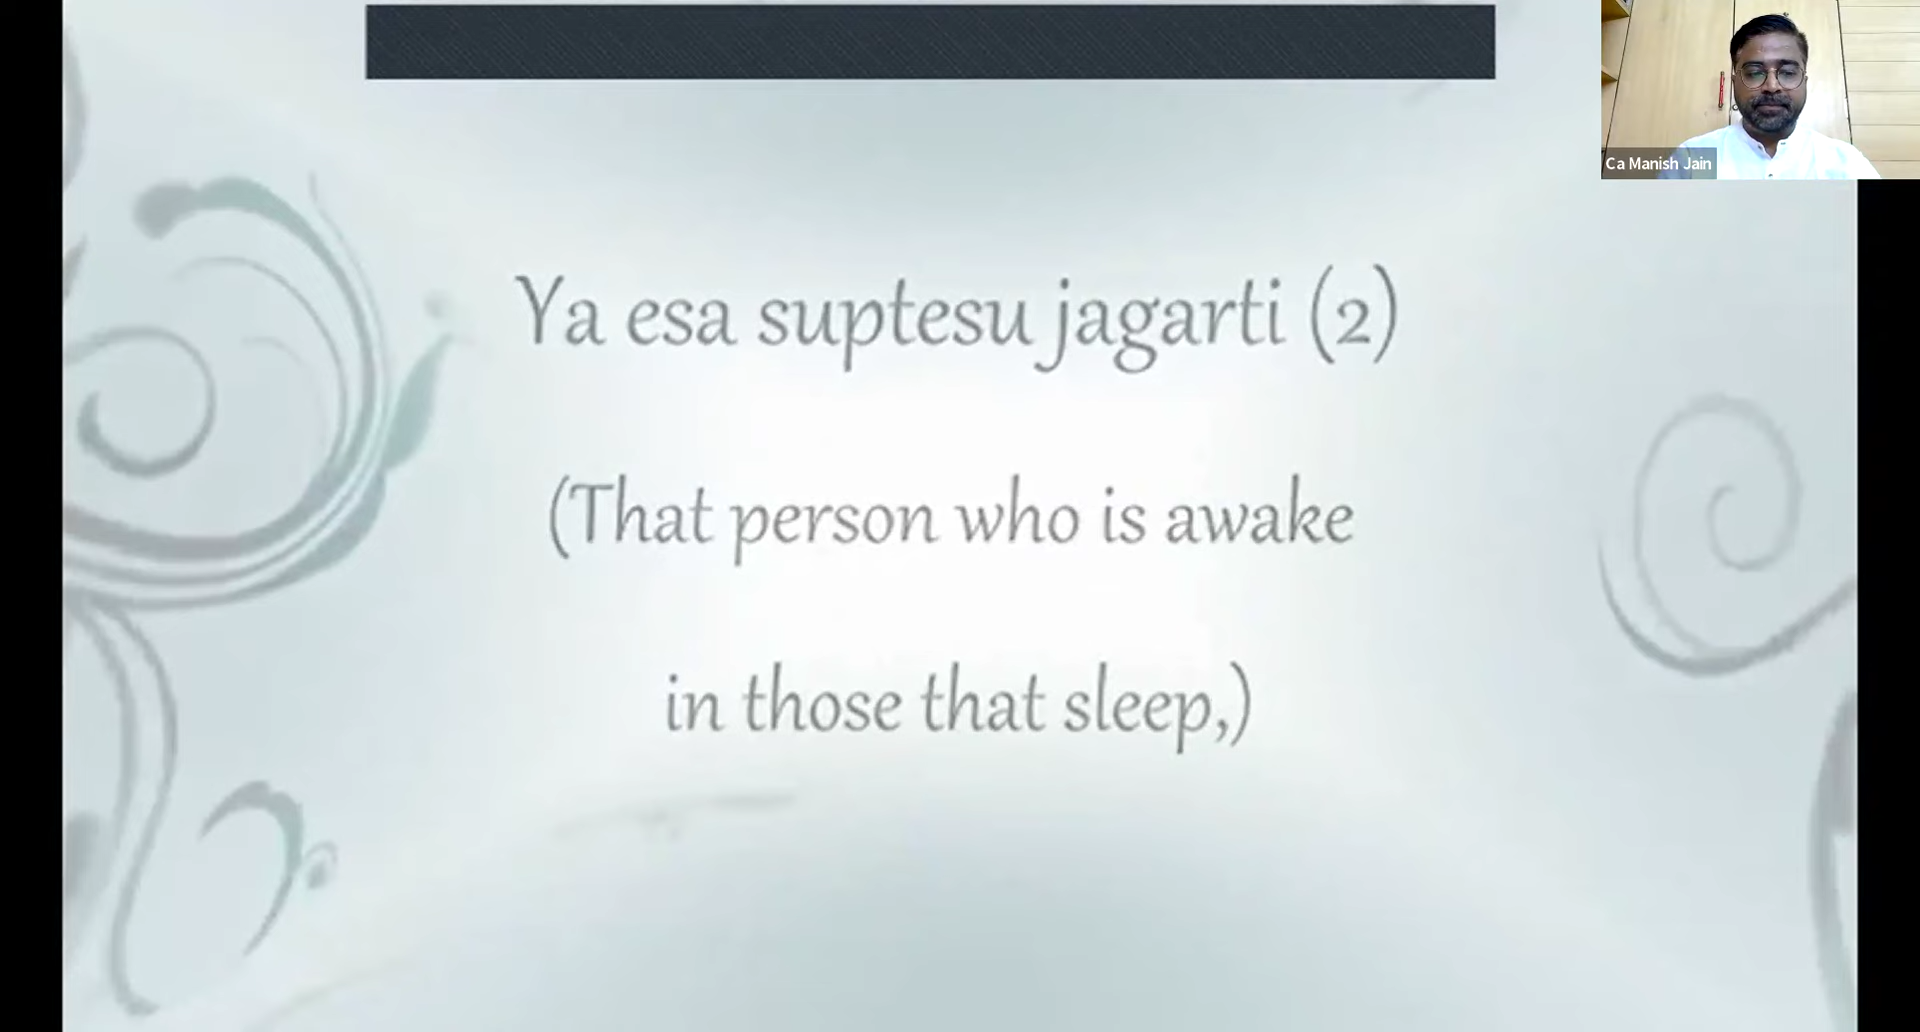 Ya esa suptesu jagarti (2)
(That person who is awake
in those that sleep,)
Ca Manish Jain